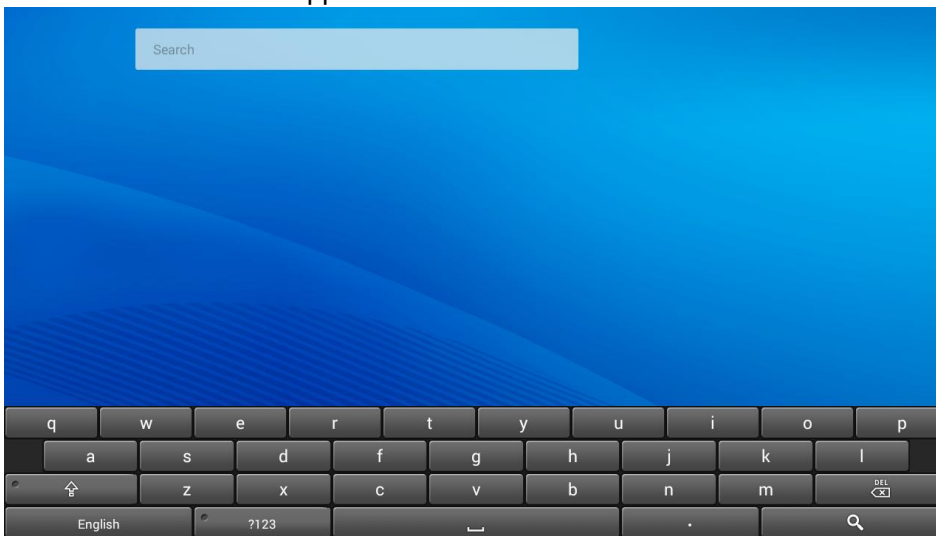 Search
q w e r t y u i o p
a s d f g h j k l
z x c v b n m DEL
English ?123 .